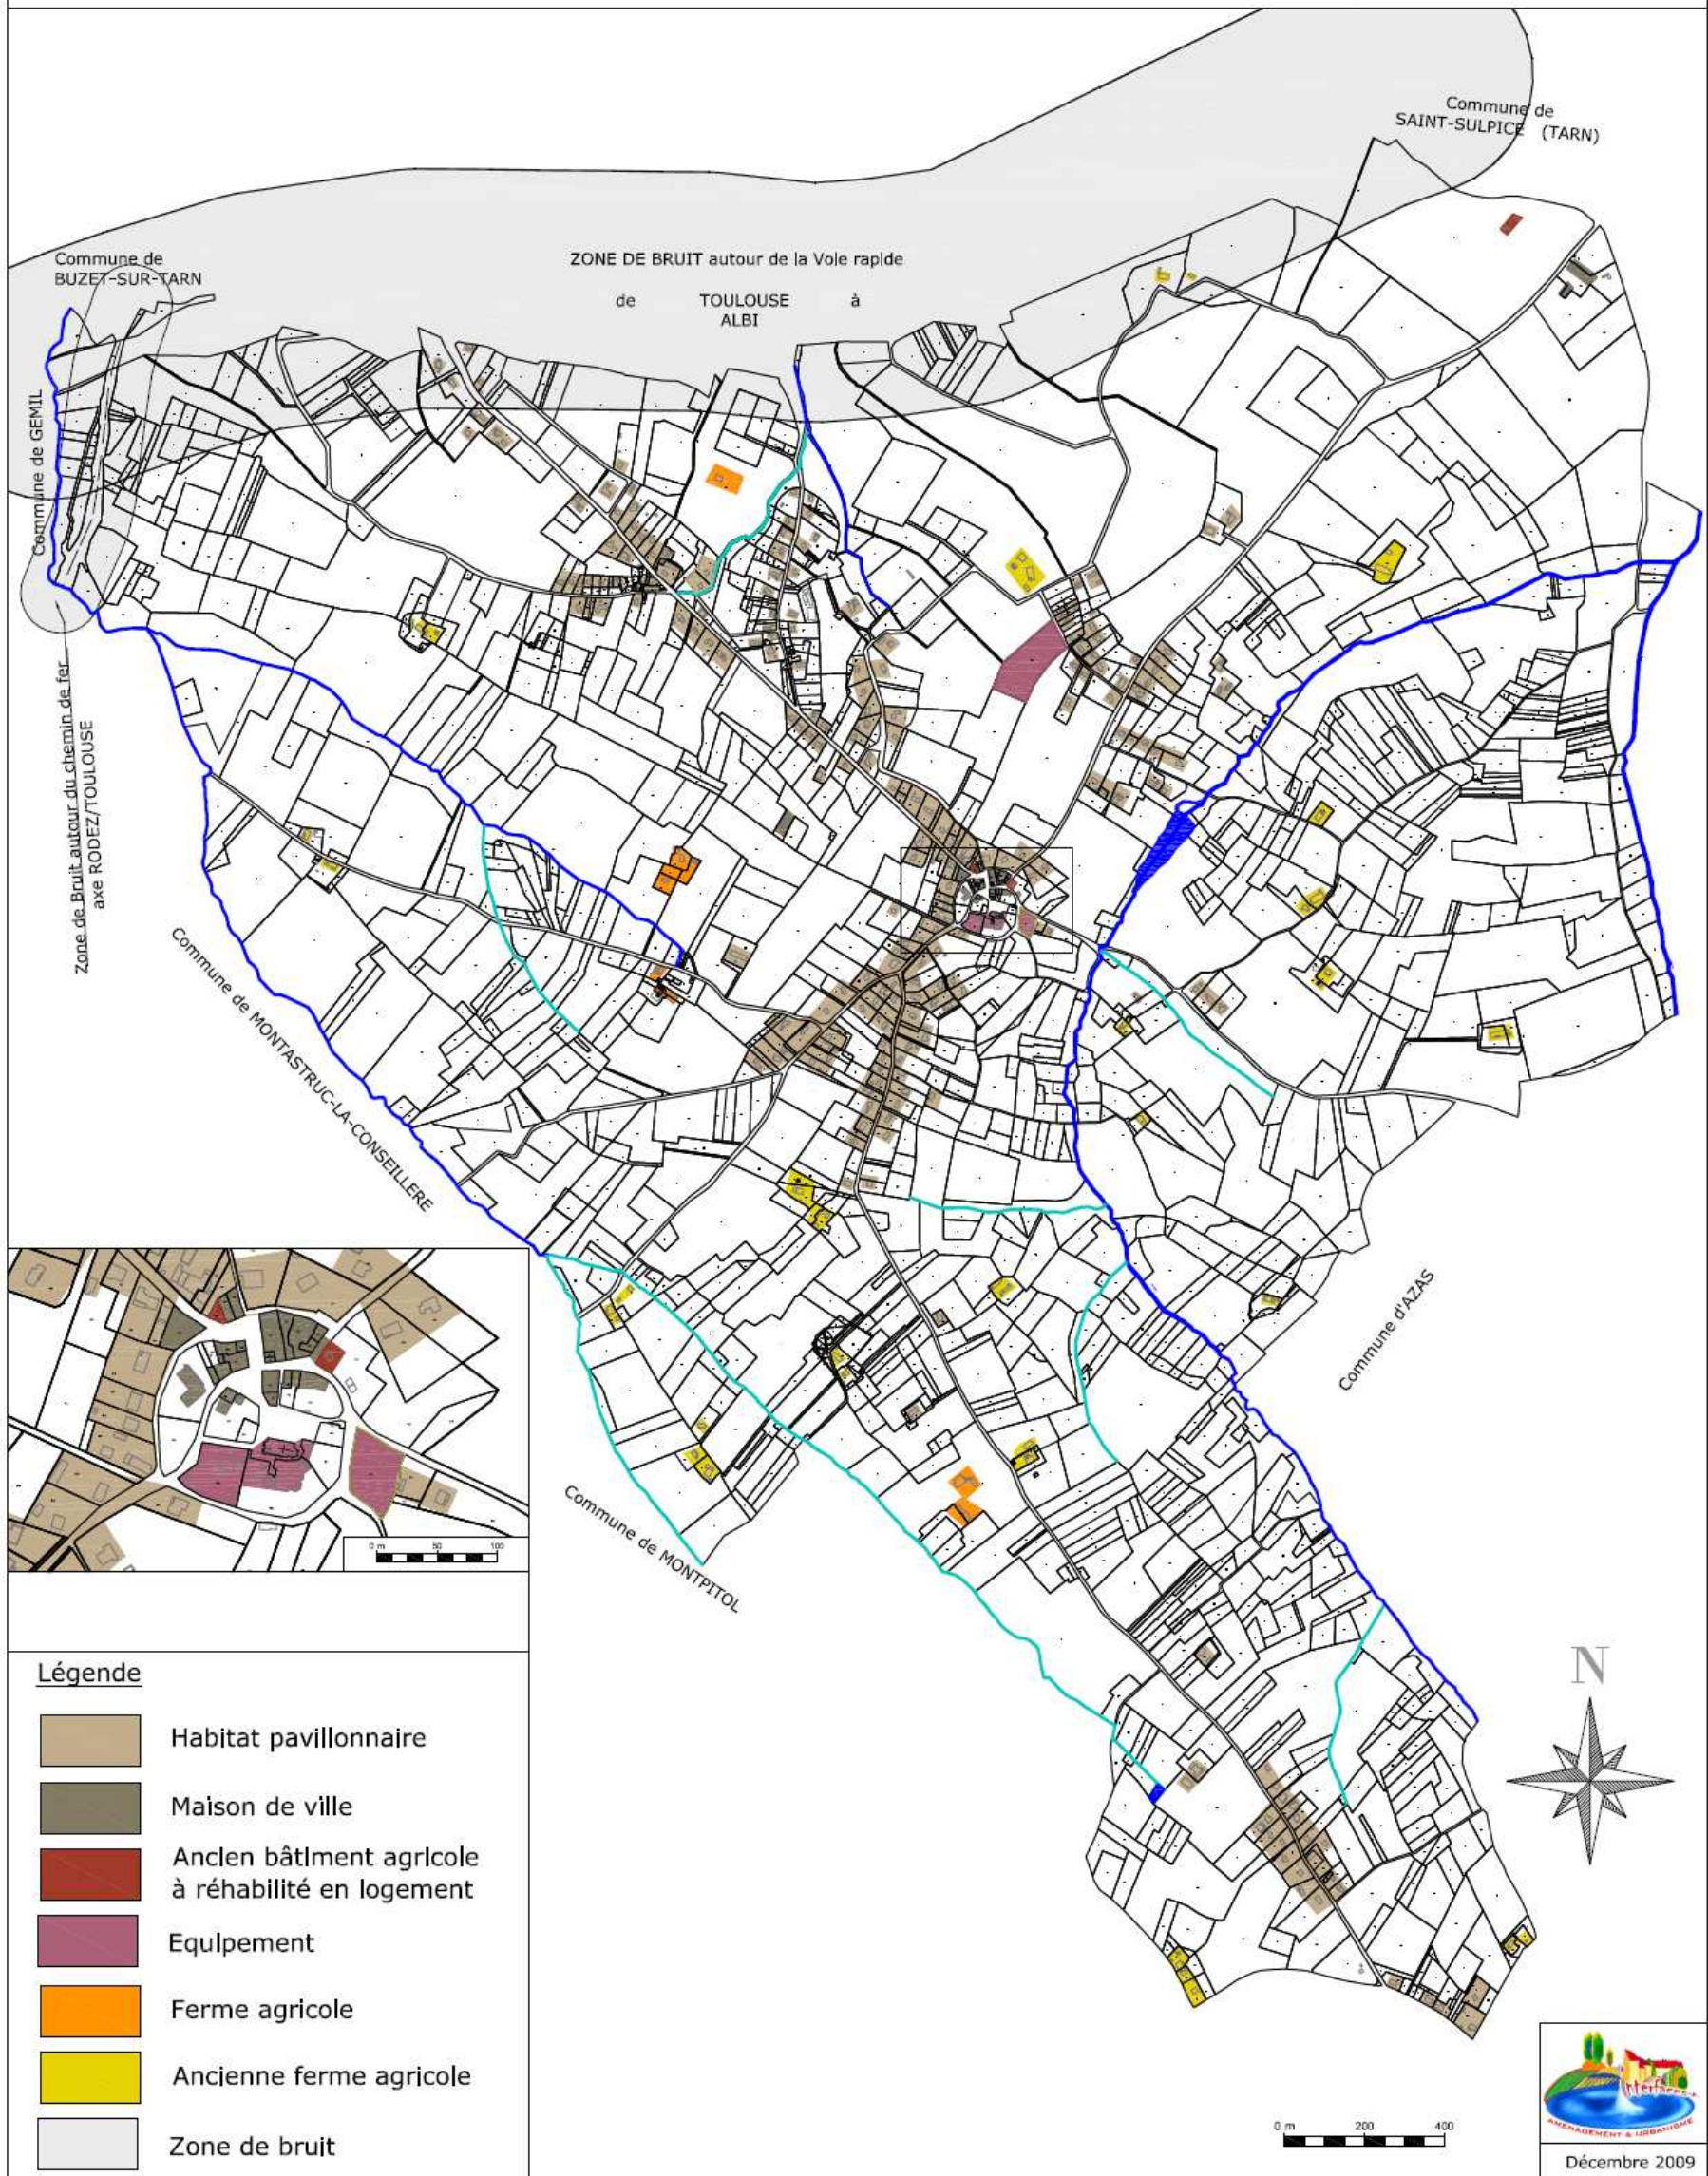 Commune de
SAINT-SULPICE (TARN)
Commune de
BUZET-SUR-TARN
ZONE DE BRUIT autour de la Voie rapide
de TOULOUSE à
ALBI
Commune de GEMIL
Zone de Bruit autour du chemin de fer
axe RODEZ/TOULOUSE
Commune de MONTASTRUC-LA-CONSEILLERE
Commune d'AZAS
Commune de MONTPITOL
0 m 50 100
Légende
Habitat pavillonnaire
Maison de ville
Ancien bâtiment agricole
à réhabilité en logement
Equipement
Ferme agricole
Ancienne ferme agricole
Zone de bruit
N
0 m 200 400
Interfaces
AMENAGEMENT & URBANISME
Décembre 2009